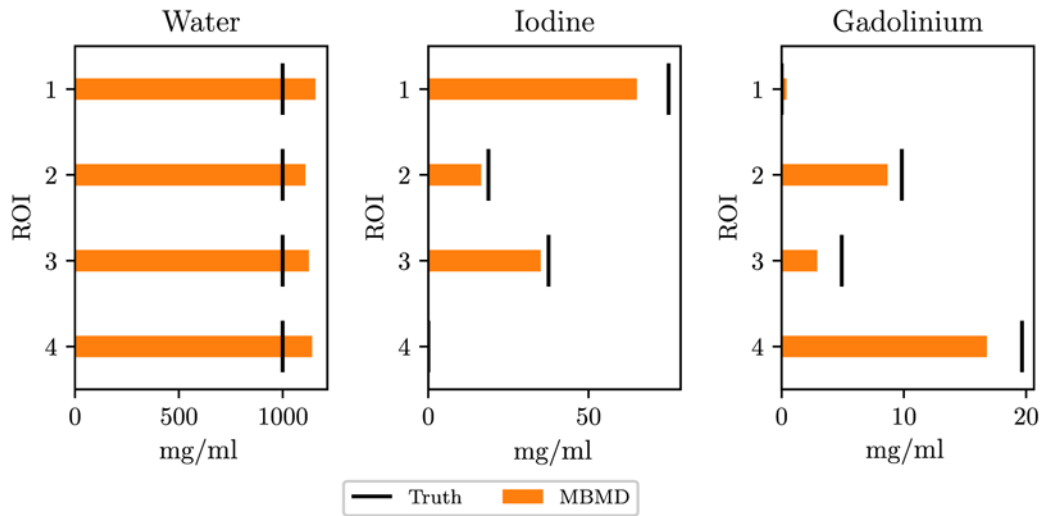 Water
Iodine
Gadolinium
ROI
1
2
3
4
0
500
1000
mg/ml
ROI
1
2
3
4
0
50
mg/ml
ROI
1
2
3
4
0
10
20
mg/ml
Truth
MBMD